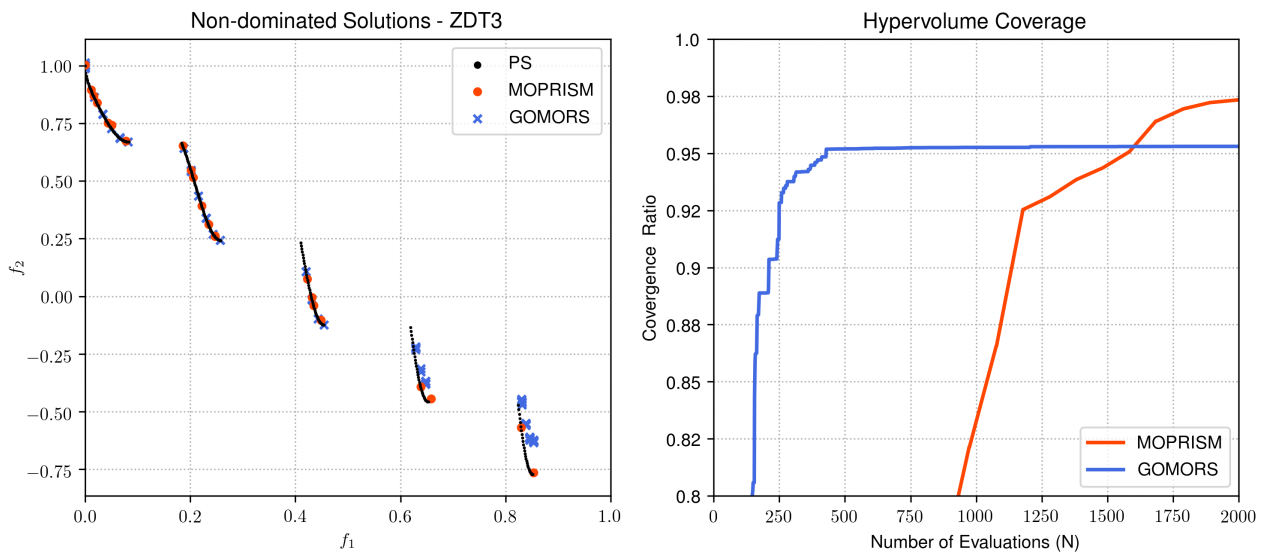 Non-dominated Solutions - ZDT3
PS
MOPRISM
GOMORS
1.00
0.75
0.50
0.25
0.00
−0.25
−0.50
−0.75
f2
0.0 0.2 0.4 0.6 0.8 1.0
f1
Hypervolume Coverage
1.0
0.98
0.95
0.92
0.9
0.88
0.85
0.82
0.8
Covergence Ratio
MOPRISM
GOMORS
0 250 500 750 1000 1250 1500 1750 2000
Number of Evaluations (N)